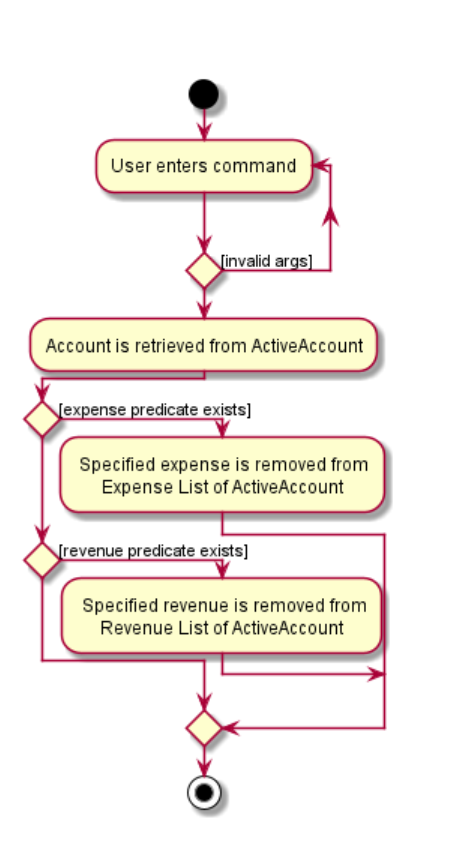 User enters command
[invalid args]
Account is retrieved from ActiveAccount
[expense predicate exists]
Specified expense is removed from
Expense List of ActiveAccount
[revenue predicate exists]
Specified revenue is removed from
Revenue List of ActiveAccount